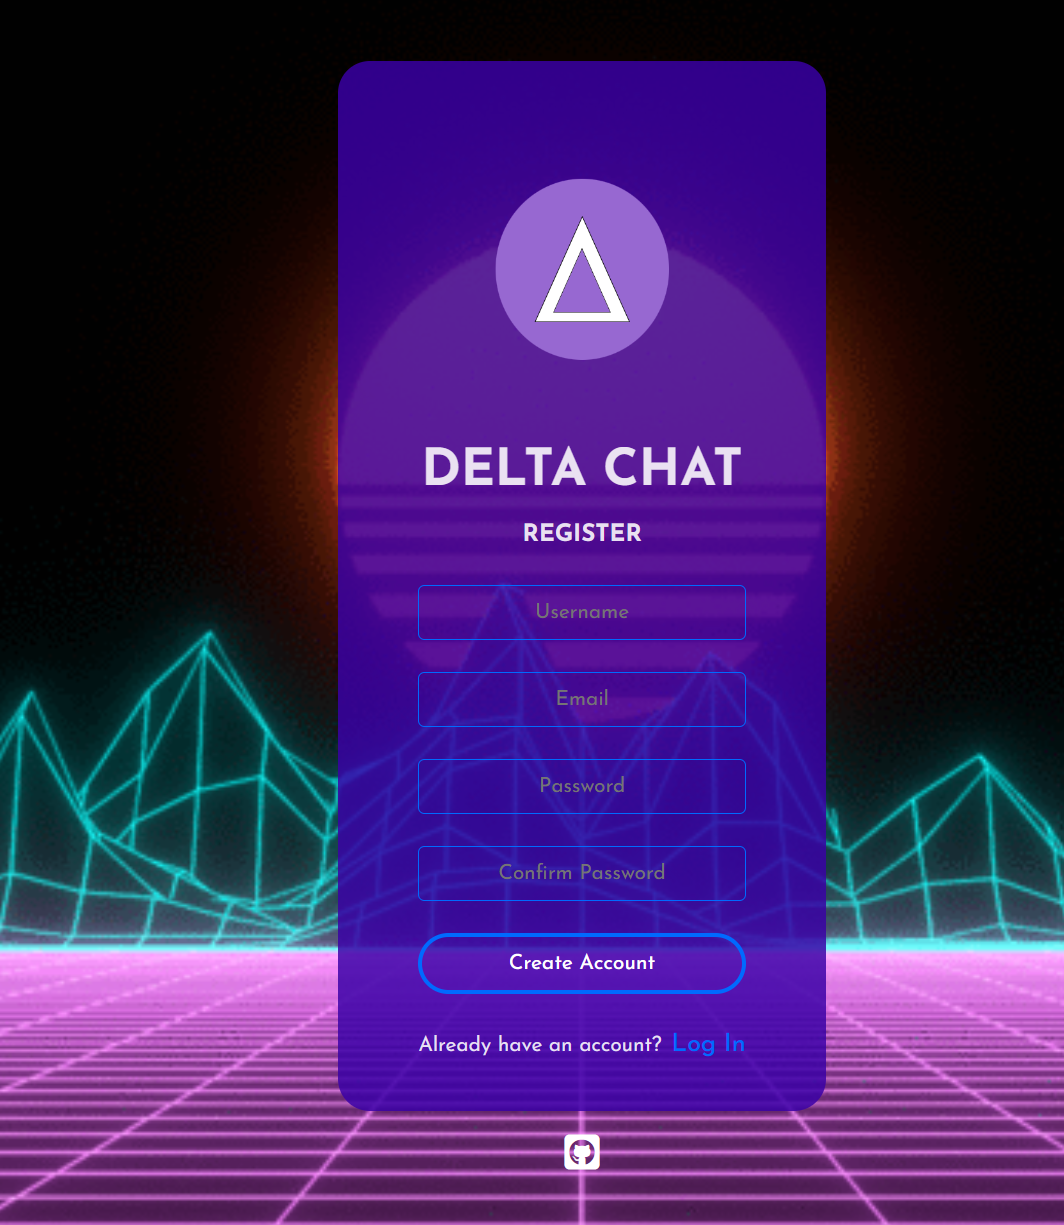 DELTA CHAT
REGISTER
Username
Email
Password
Confirm Password
Create Account
Already have an account? Log In